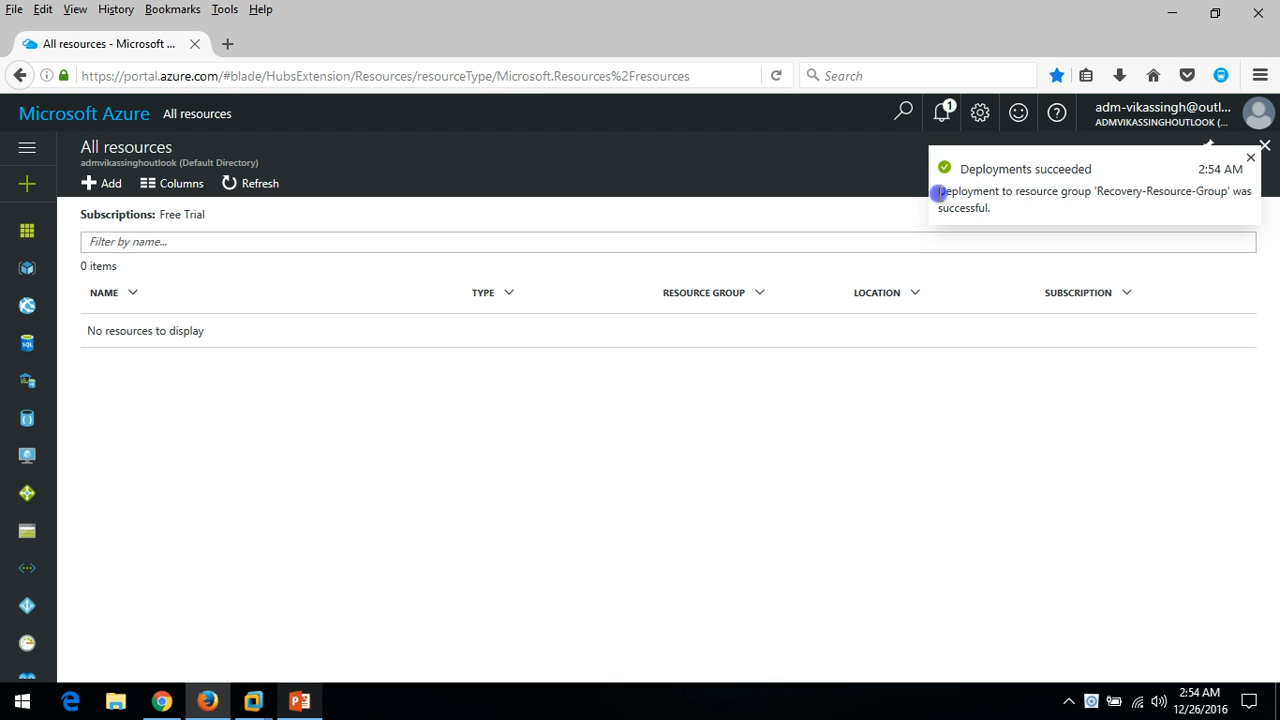 File Edit View History Bookmarks Tools Help
All resources - Microsoft ...
https://portal.azure.com/#blade/HubsExtension/Resources/resourceType/Microsoft.Resources%2Fresources
Search
Microsoft Azure All resources
1
adm-vikassingh@outl...
ADMVIKASSINGHOUTLOOK (...
All resources
admvikassinghoutlook (Default Directory)
Add Columns Refresh
Deployments succeeded 2:54 AM
Deployment to resource group 'Recovery-Resource-Group' was
successful.
Subscriptions: Free Trial
Filter by name...
0 items
NAME TYPE RESOURCE GROUP LOCATION SUBSCRIPTION
No resources to display
SQL
2:54 AM
12/26/2016